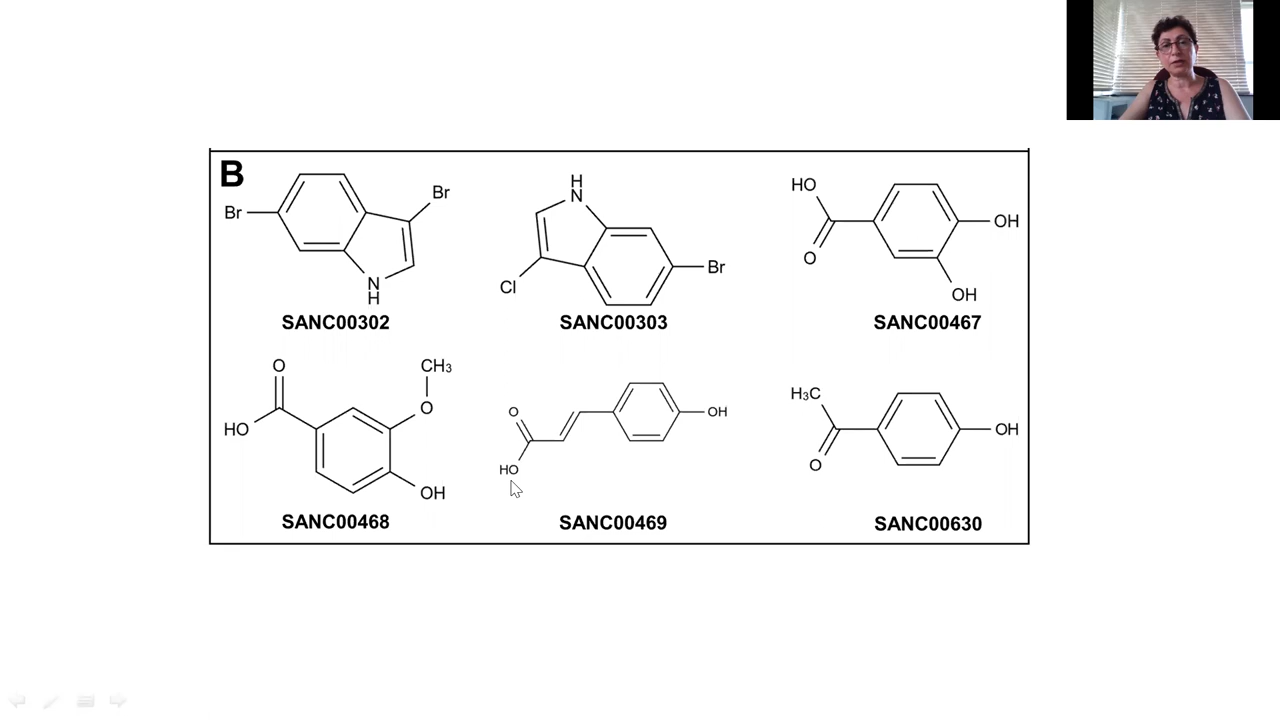 B
Br
Br
N
H
SANC00302
H
N
Cl
Br
SANC00303
HO
O
OH
OH
SANC00467
O
HO
CH3
O
OH
SANC00468
O
HO
OH
SANC00469
H3C
O
OH
SANC00630